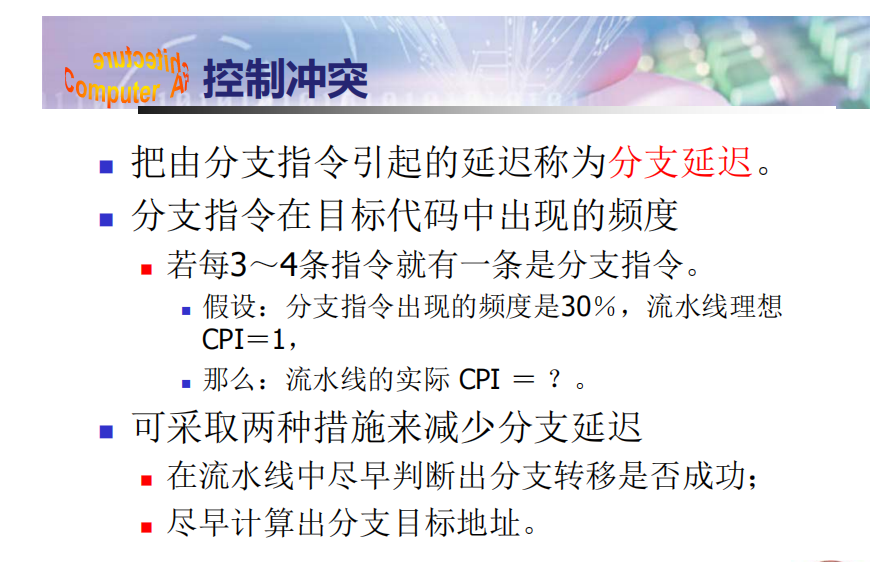 Architecture
Computer
控制冲突
把由分支指令引起的延迟称为分支延迟。
分支指令在目标代码中出现的频度
若每3～4条指令就有一条是分支指令。
假设：分支指令出现的频度是30%，流水线理想
CPI＝1，
那么：流水线的实际 CPI ＝ ？。
可采取两种措施来减少分支延迟
在流水线中尽早判断出分支转移是否成功；
尽早计算出分支目标地址。